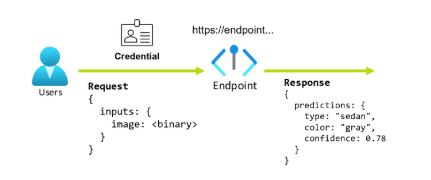 https://endpoint...
Credential
Users
Endpoint
Request
{
  inputs: {
    image: <binary>
  }
}
Response
{
  predictions: {
    type: "sedan",
    color: "gray",
    confidence: 0.78
  }
}